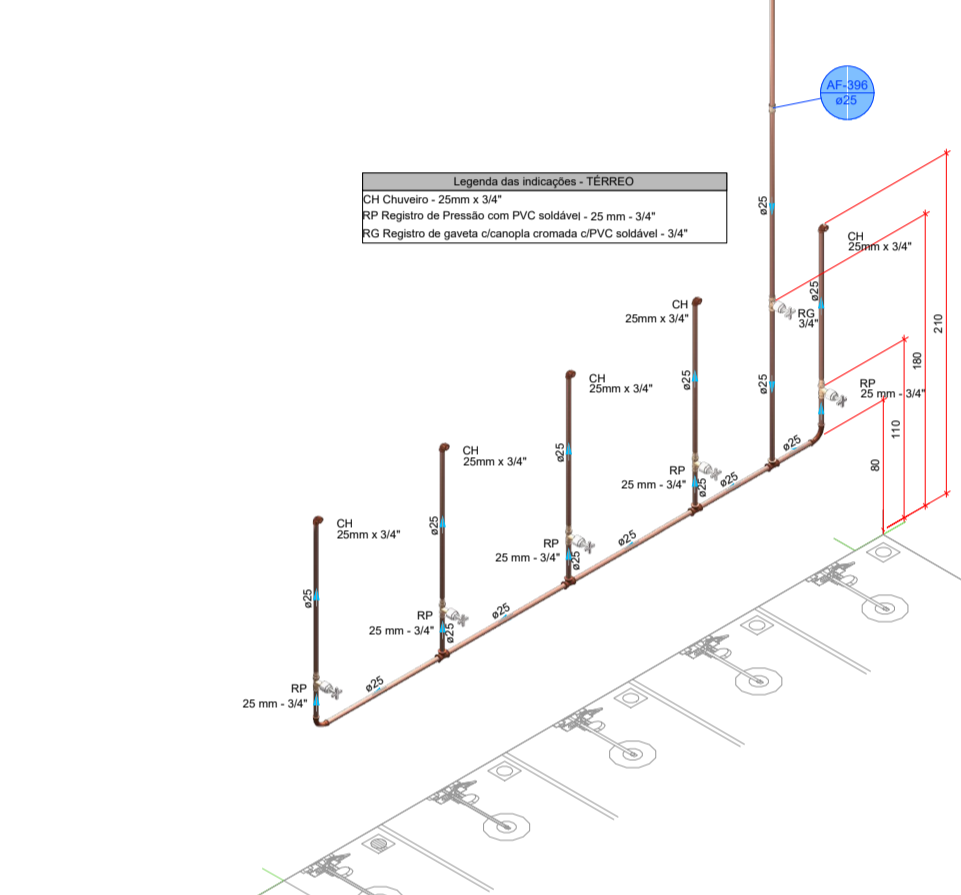 AF-396
ø25
Legenda das indicações - TÉRREO
CH Chuveiro - 25mm x 3/4"
RP Registro de Pressão com PVC soldável - 25 mm - 3/4"
RG Registro de gaveta c/canopla cromada c/PVC soldável - 3/4"
ø25
CH
25mm x 3/4"
ø25
CH
25mm x 3/4"
RG
3/4"
210
180
ø25
ø25
CH
25mm x 3/4"
RP
25 mm - 3/4"
110
80
ø25
CH
25mm x 3/4"
ø25
RP
25 mm - 3/4"
ø25
ø25
CH
25mm x 3/4"
ø25
RP
25 mm - 3/4"
ø25
ø25
ø25
RP
25 mm - 3/4"
ø25
ø25
RP
25 mm - 3/4"
ø25